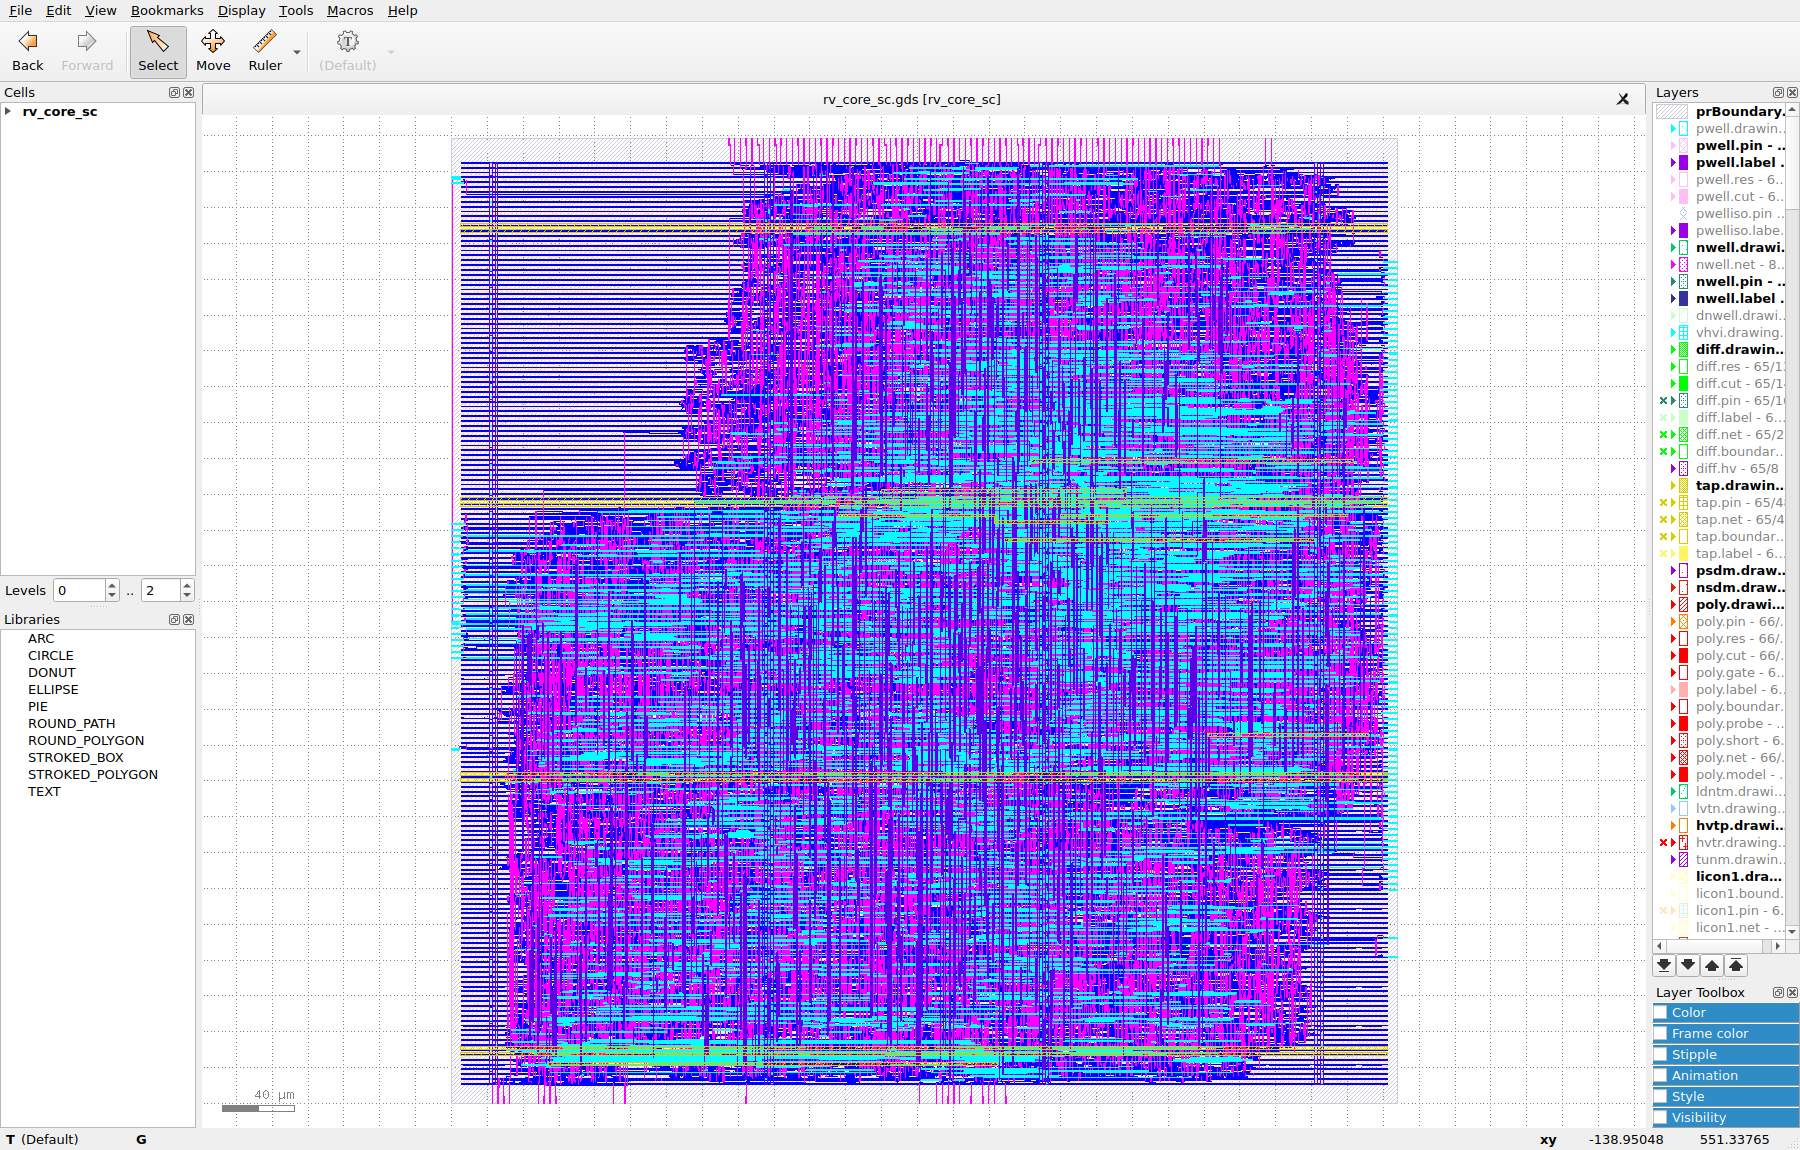 File Edit View Bookmarks Display Tools Macros Help
Back Forward Select Move Ruler (Default)
Cells
rv_core_sc
Levels 0 .. 2
Libraries
ARC
CIRCLE
DONUT
ELLIPSE
PIE
ROUND_PATH
ROUND_POLYGON
STROKED_BOX
STROKED_POLYGON
TEXT
rv_core_sc.gds [rv_core_sc]
40 µm
Layers
prBoundary.
pwell.drawin...
pwell.pin - ..
pwell.label .
pwell.res - 6..
pwell.cut - 6..
pwelliso.pin ..
pwelliso.labe.
nwell.drawi.
nwell.net - 8..
nwell.pin - ..
nwell.label .
dnwell.drawi..
vhvi.drawing.
diff.drawin..
diff.res - 65/1
diff.cut - 65/1
diff.pin - 65/1
diff.label - 6...
diff.net - 65/2
diff.boundar..
diff.hv - 65/8
tap.drawin..
tap.pin - 65/4
tap.net - 65/4
tap.boundar..
tap.label - 6...
psdm.draw..
nsdm.draw..
poly.drawi...
poly.pin - 66/.
poly.res - 66/.
poly.cut - 66/.
poly.gate - 6..
poly.label - 6..
poly.boundar.
poly.probe - ..
poly.short - 6.
poly.net - 66/.
poly.model - .
ldntm.drawi...
lvtn.drawing..
hvtp.drawi..
hvtr.drawing..
tunm.drawin..
licon1.dra...
licon1.bound.
licon1.pin - 6.
licon1.net - ...
Layer Toolbox
Color
Frame color
Stipple
Animation
Style
Visibility
T (Default) G xy -138.95048 551.33765